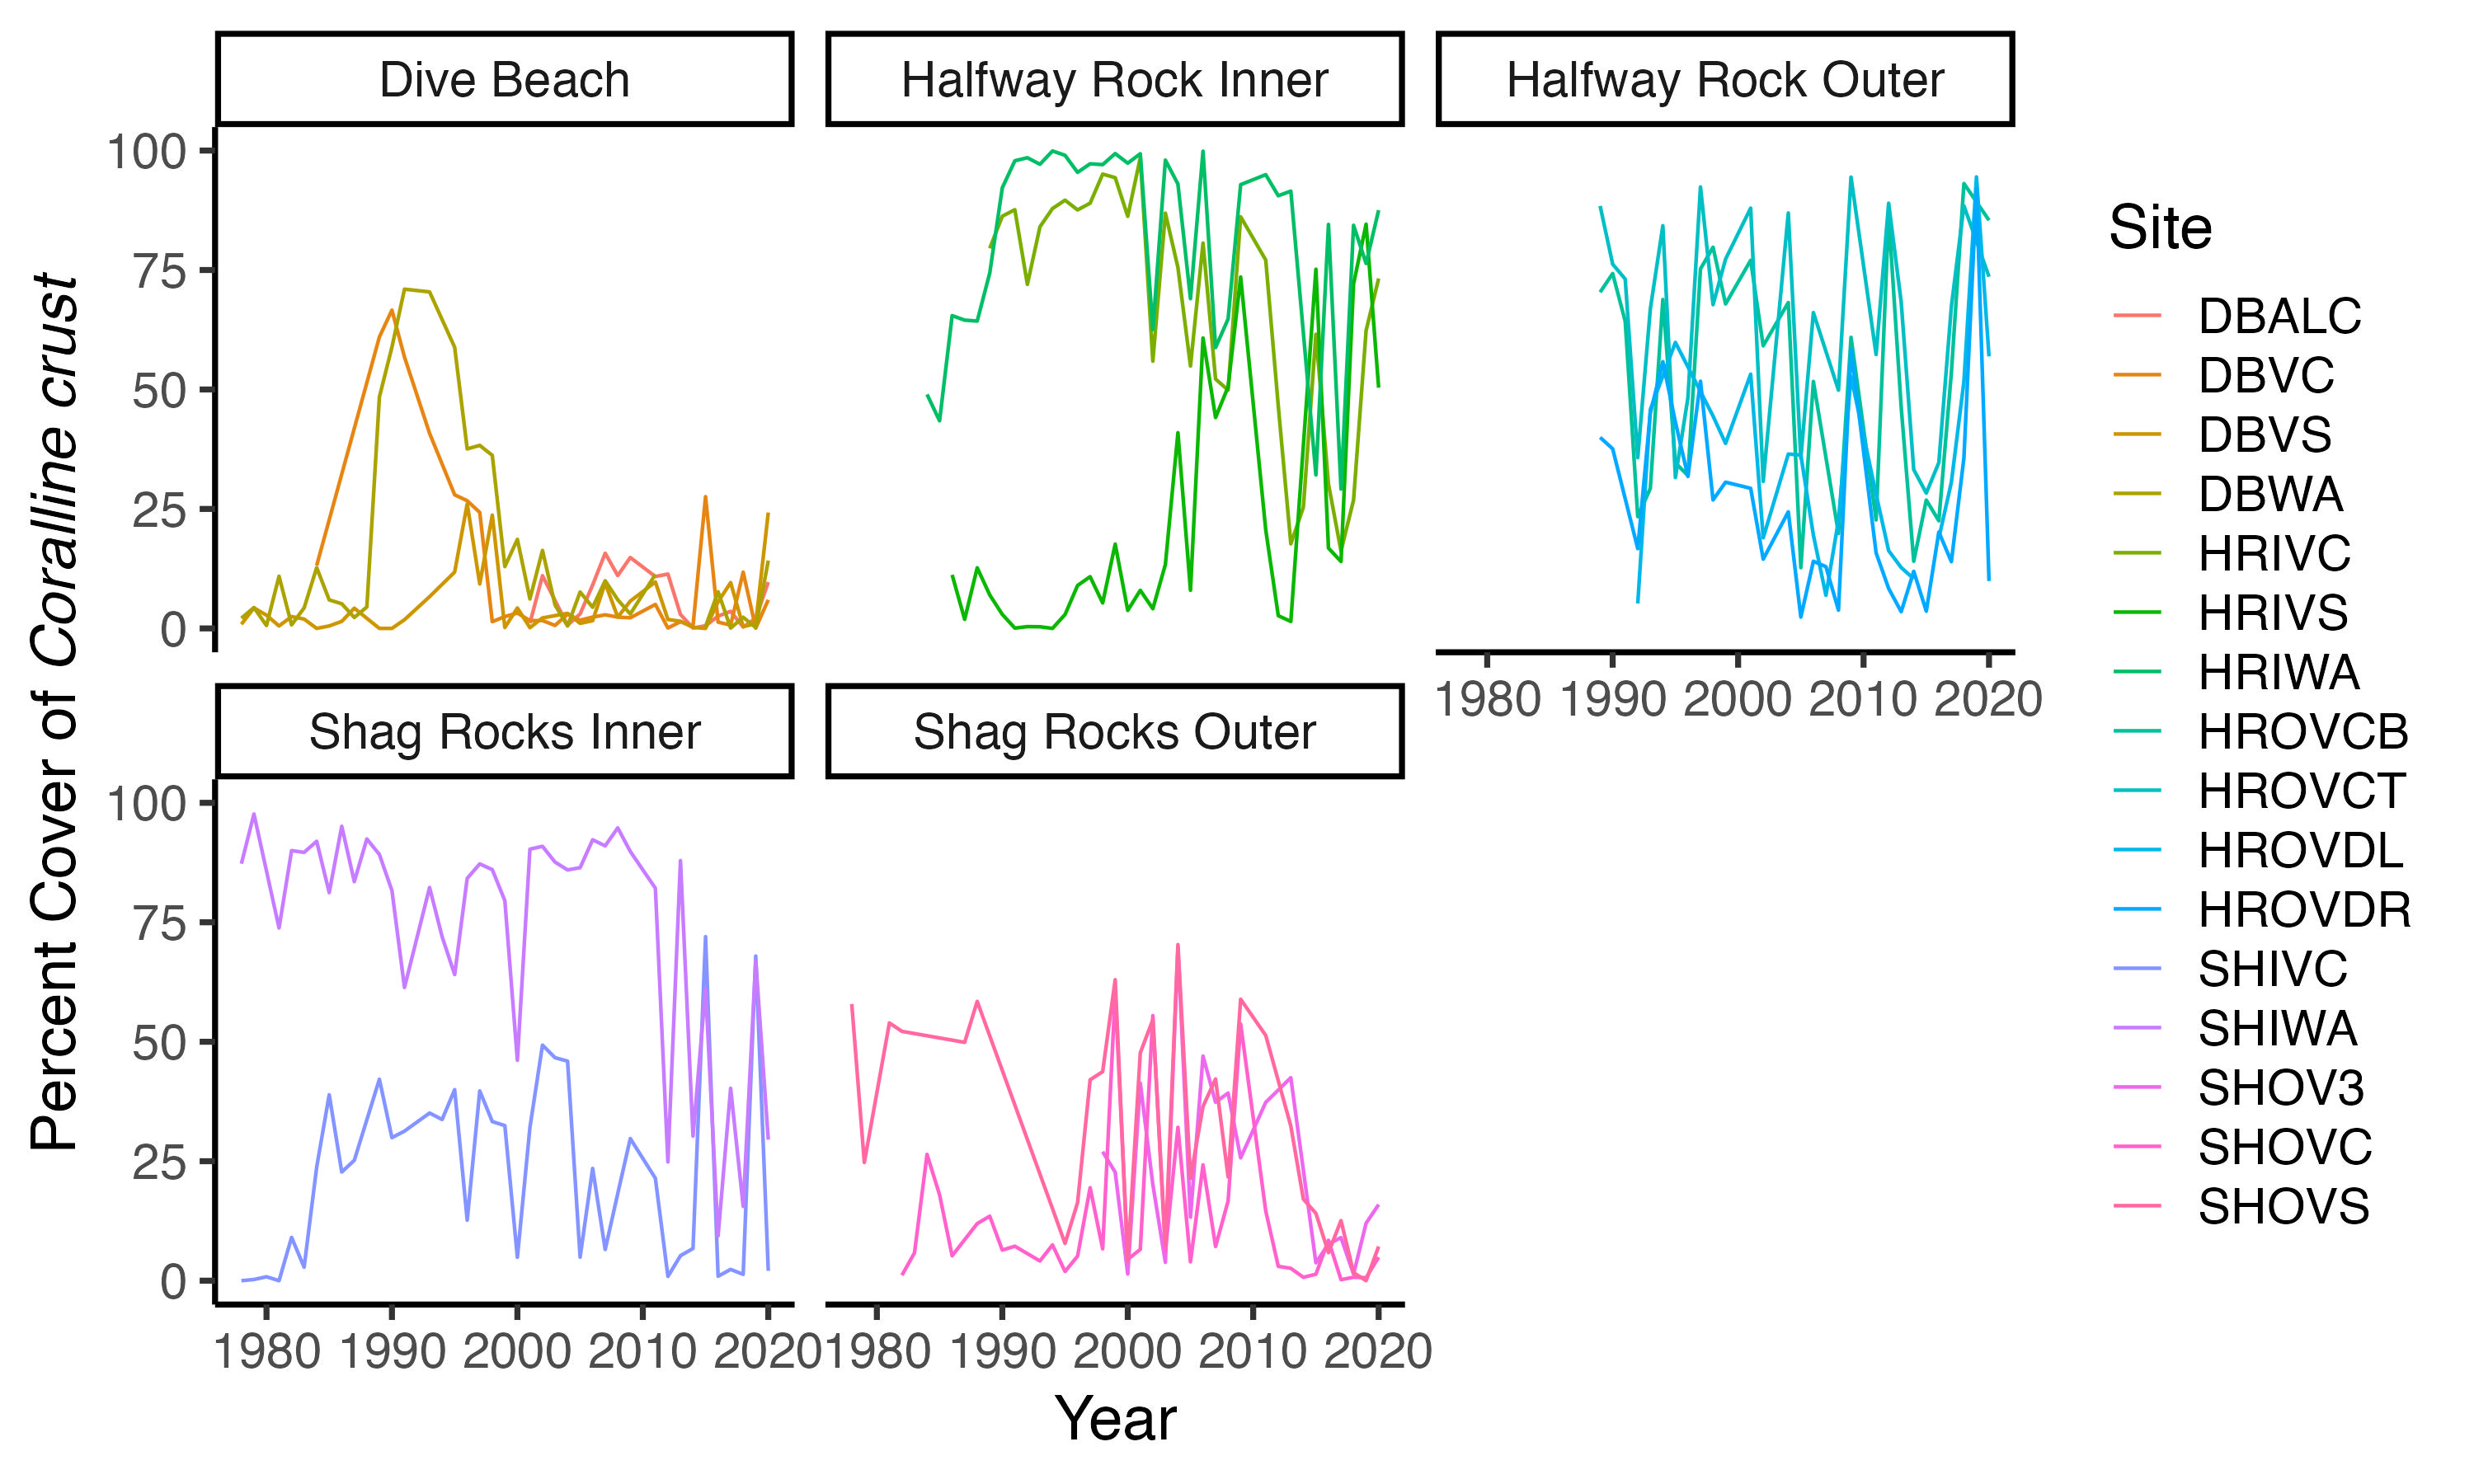 Dive Beach
Halfway Rock Inner
Halfway Rock Outer
100
75
50
25
0
1980 1990 2000 2010 2020
Shag Rocks Inner
Shag Rocks Outer
100
75
50
25
0
1980 1990 2000 2010 2020
1980 1990 2000 2010 2020
Year
Percent Cover of Coralline crust
Site
DBALC
DBVC
DBVS
DBWA
HRIVC
HRIVS
HRIWA
HROVCB
HROVCT
HROVDL
HROVDR
SHIVC
SHIWA
SHOV3
SHOVC
SHOVS